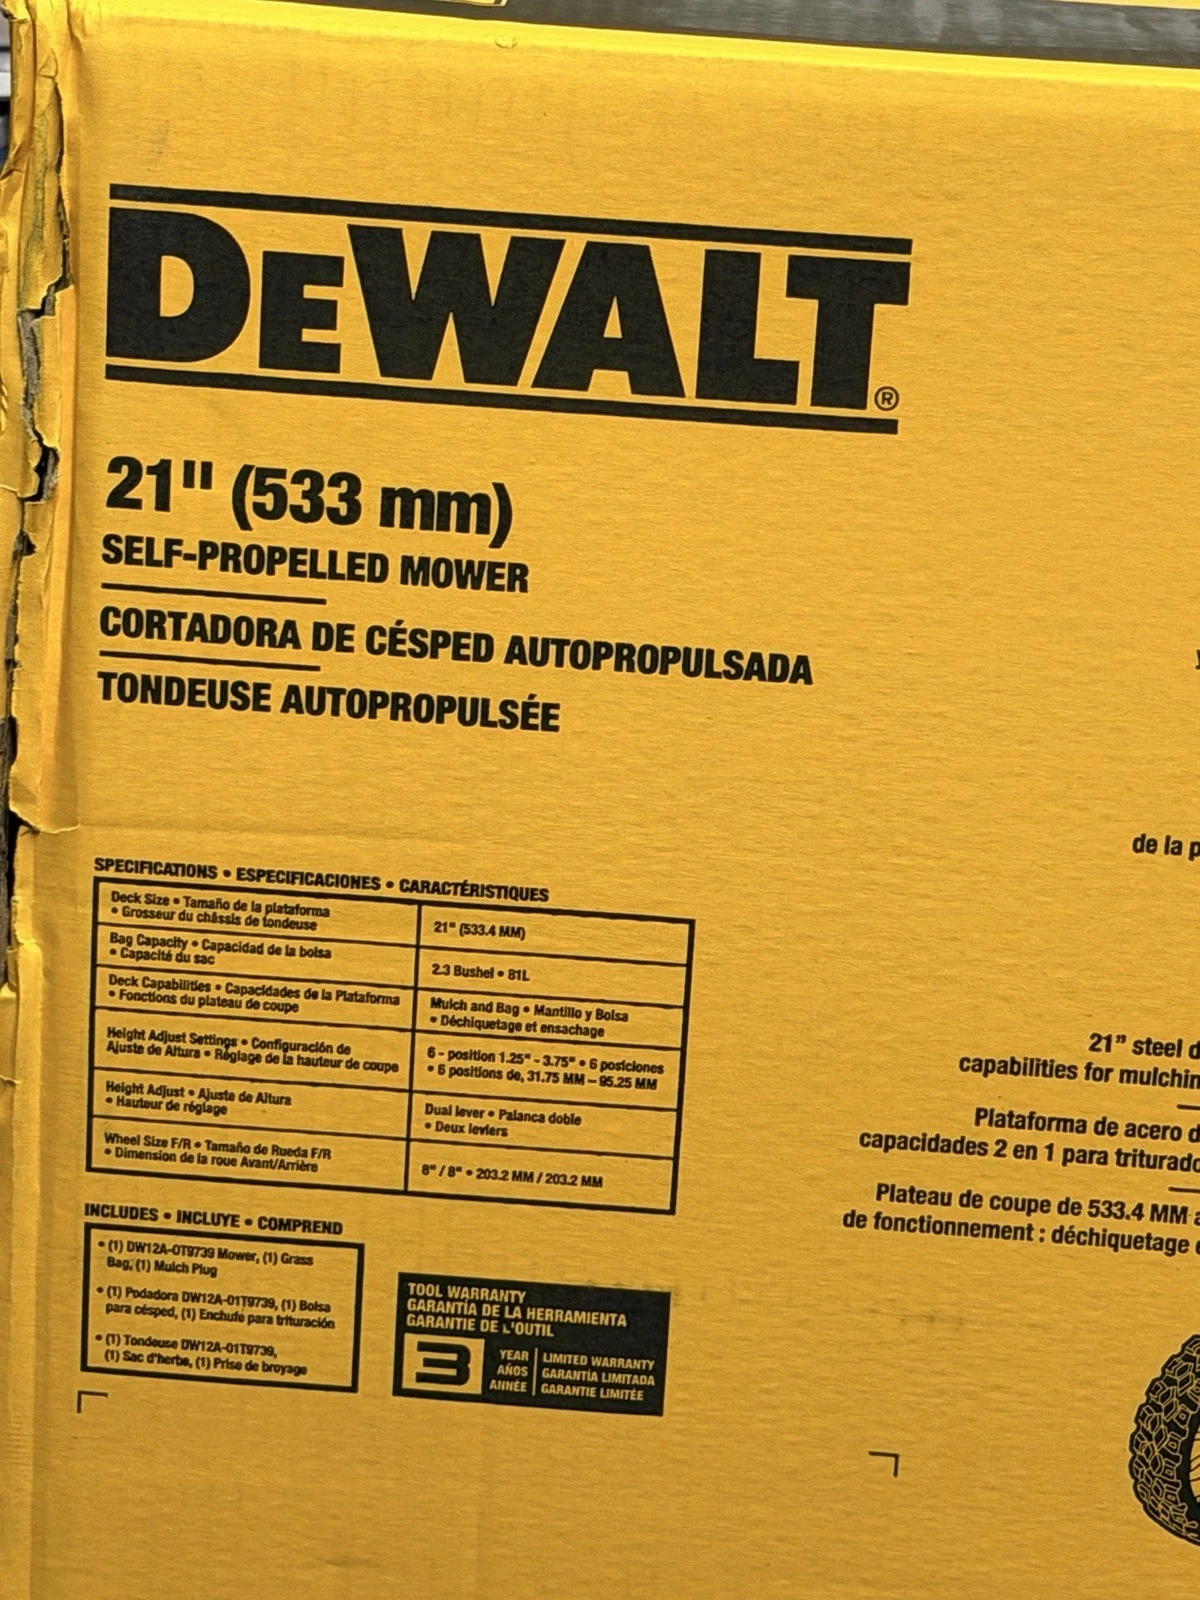 DEWALT®
21" (533 mm)
SELF-PROPELLED MOWER
CORTADORA DE CÉSPED AUTOPROPULSADA
TONDEUSE AUTOPROPULSÉE
SPECIFICATIONS • ESPECIFICACIONES • CARACTÉRISTIQUES
Deck Size • Tamaño de la plataforma
• Grosseur du châssis de tondeuse
21" (533.4 MM)
Bag Capacity • Capacidad de la bolsa
• Capacité du sac
2.3 Bushel • 81L
Deck Capabilities • Capacidades de la Plataforma
• Fonctions du plateau de coupe
Mulch and Bag • Mantillo y Bolsa
• Déchiquetage et ensachage
Height Adjust Settings • Configuración de
Ajuste de Altura • Réglage de la hauteur de coupe
6 - position 1.25" - 3.75" • 6 posiciones
• 6 positions de, 31.75 MM – 95.25 MM
Height Adjust • Ajuste de Altura
• Hauteur de réglage
Dual lever • Palanca doble
• Deux leviers
Wheel Size F/R • Tamaño de Rueda F/R
• Dimension de la roue Avant/Arrière
8" / 8" • 203.2 MM / 203.2 MM
INCLUDES • INCLUYE • COMPREND
• (1) DW12A-0T9739 Mower, (1) Grass
Bag, (1) Mulch Plug
• (1) Podadora DW12A-01T9739, (1) Bolsa
para césped, (1) Enchufe para trituración
• (1) Tondeuse DW12A-01T9739,
(1) Sac d'herbe, (1) Prise de broyage
TOOL WARRANTY
GARANTÍA DE LA HERRAMIENTA
GARANTIE DE L'OUTIL
3
YEAR
AÑOS
ANNÉE
LIMITED WARRANTY
GARANTÍA LIMITADA
GARANTIE LIMITÉE
de la p
21” steel d
capabilities for mulchin
Plataforma de acero d
capacidades 2 en 1 para triturado
Plateau de coupe de 533.4 MM a
de fonctionnement : déchiquetage e